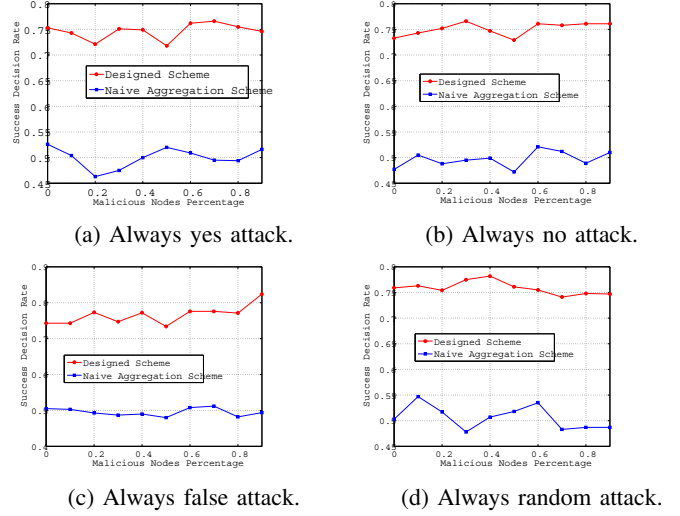 0.8
0.75
0.7
0.65
0.6
0.55
0.5
0.45
Success Decision Rate
Designed Scheme
Naive Aggregation Scheme
0 0.2 0.4 0.6 0.8
Malicious Nodes Percentage
(a) Always yes attack.
0.8
0.75
0.7
0.65
0.6
0.55
0.5
0.45
Success Decision Rate
Designed Scheme
Naive Aggregation Scheme
0 0.2 0.4 0.6 0.8
Malicious Nodes Percentage
(b) Always no attack.
Success Decision Rate
Designed Scheme
Naive Aggregation Scheme
0 0.2 0.4 0.6 0.8
Malicious Nodes Percentage
(c) Always false attack.
0.8
0.75
0.7
0.65
0.6
0.55
0.5
0.45
Success Decision Rate
Designed Scheme
Naive Aggregation Scheme
0 0.2 0.4 0.6 0.8
Malicious Nodes Percentage
(d) Always random attack.